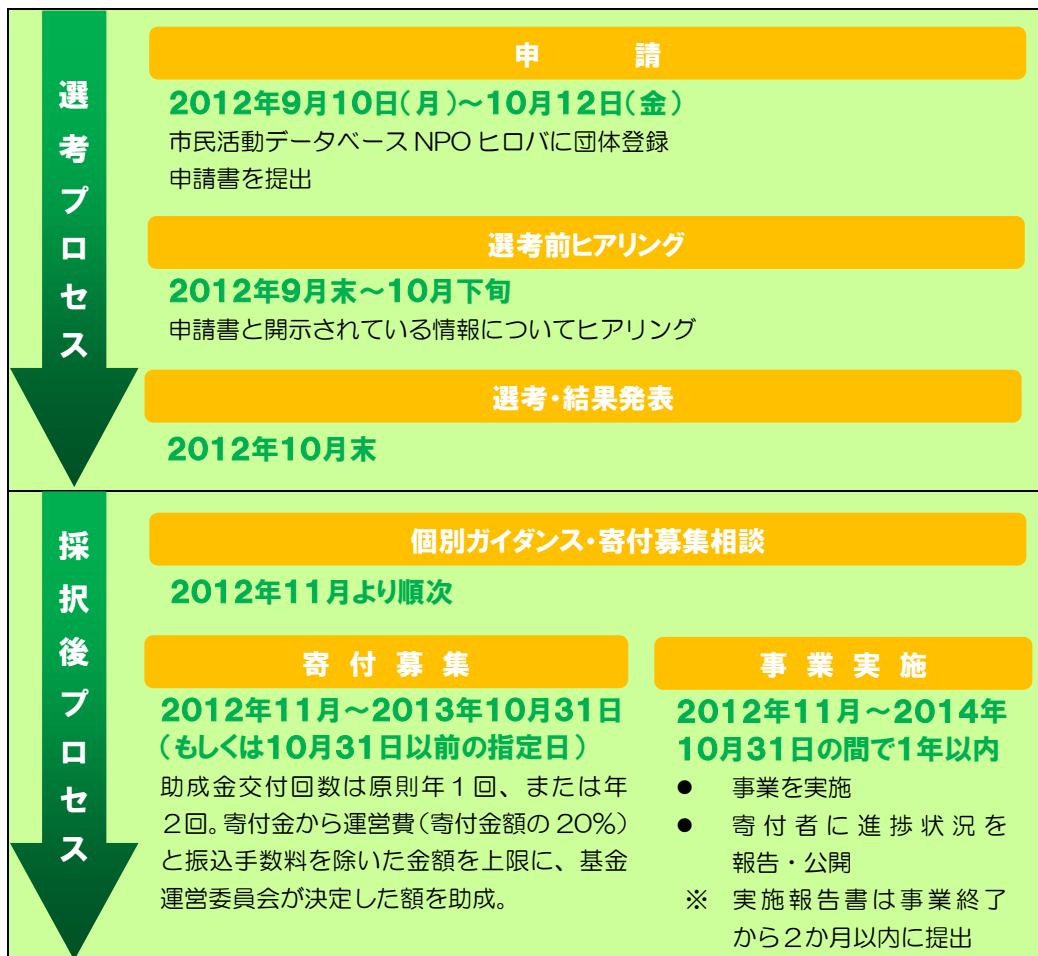 選考プロセス
申　請
2012年9月10日（月）～10月12日（金）
市民活動データベース NPO ヒロバに団体登録
申請書を提出
選考前ヒアリング
2012年9月末～10月下旬
申請書と開示されている情報についてヒアリング
選考・結果発表
2012年10月末
採択後プロセス
個別ガイダンス・寄付募集相談
2012年11月より順次
寄付募集
2012年11月～2013年10月31日
（もしくは10月31日以前の指定日）
助成金交付回数は原則年１回、または年
２回。寄付金から運営費（寄付金額の 20％）
と振込手数料を除いた金額を上限に、基金
運営委員会が決定した額を助成。
事業実施
2012年11月～2014年
10月31日の間で1年以内
● 事業を実施
● 寄付者に進捗状況を
報告・公開
※ 実施報告書は事業終了
から２か月以内に提出